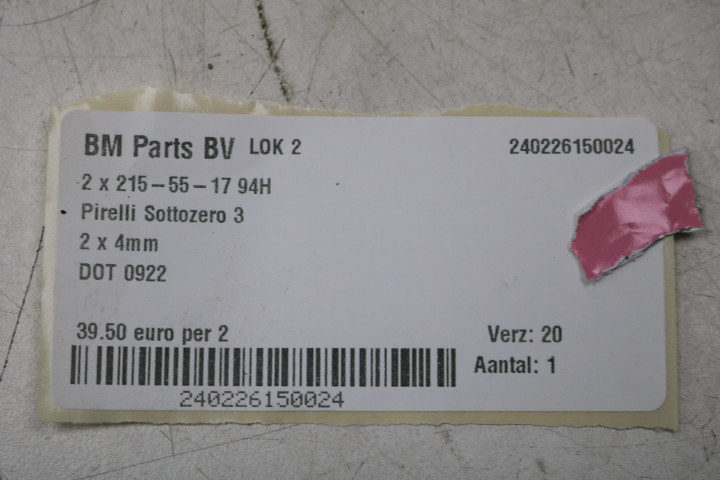 BM Parts BV LOK 2 240226150024
2 x 215-55-17 94H
Pirelli Sottozero 3
2 x 4mm
DOT 0922
39.50 euro per 2 Verz: 20
Aantal: 1
240226150024